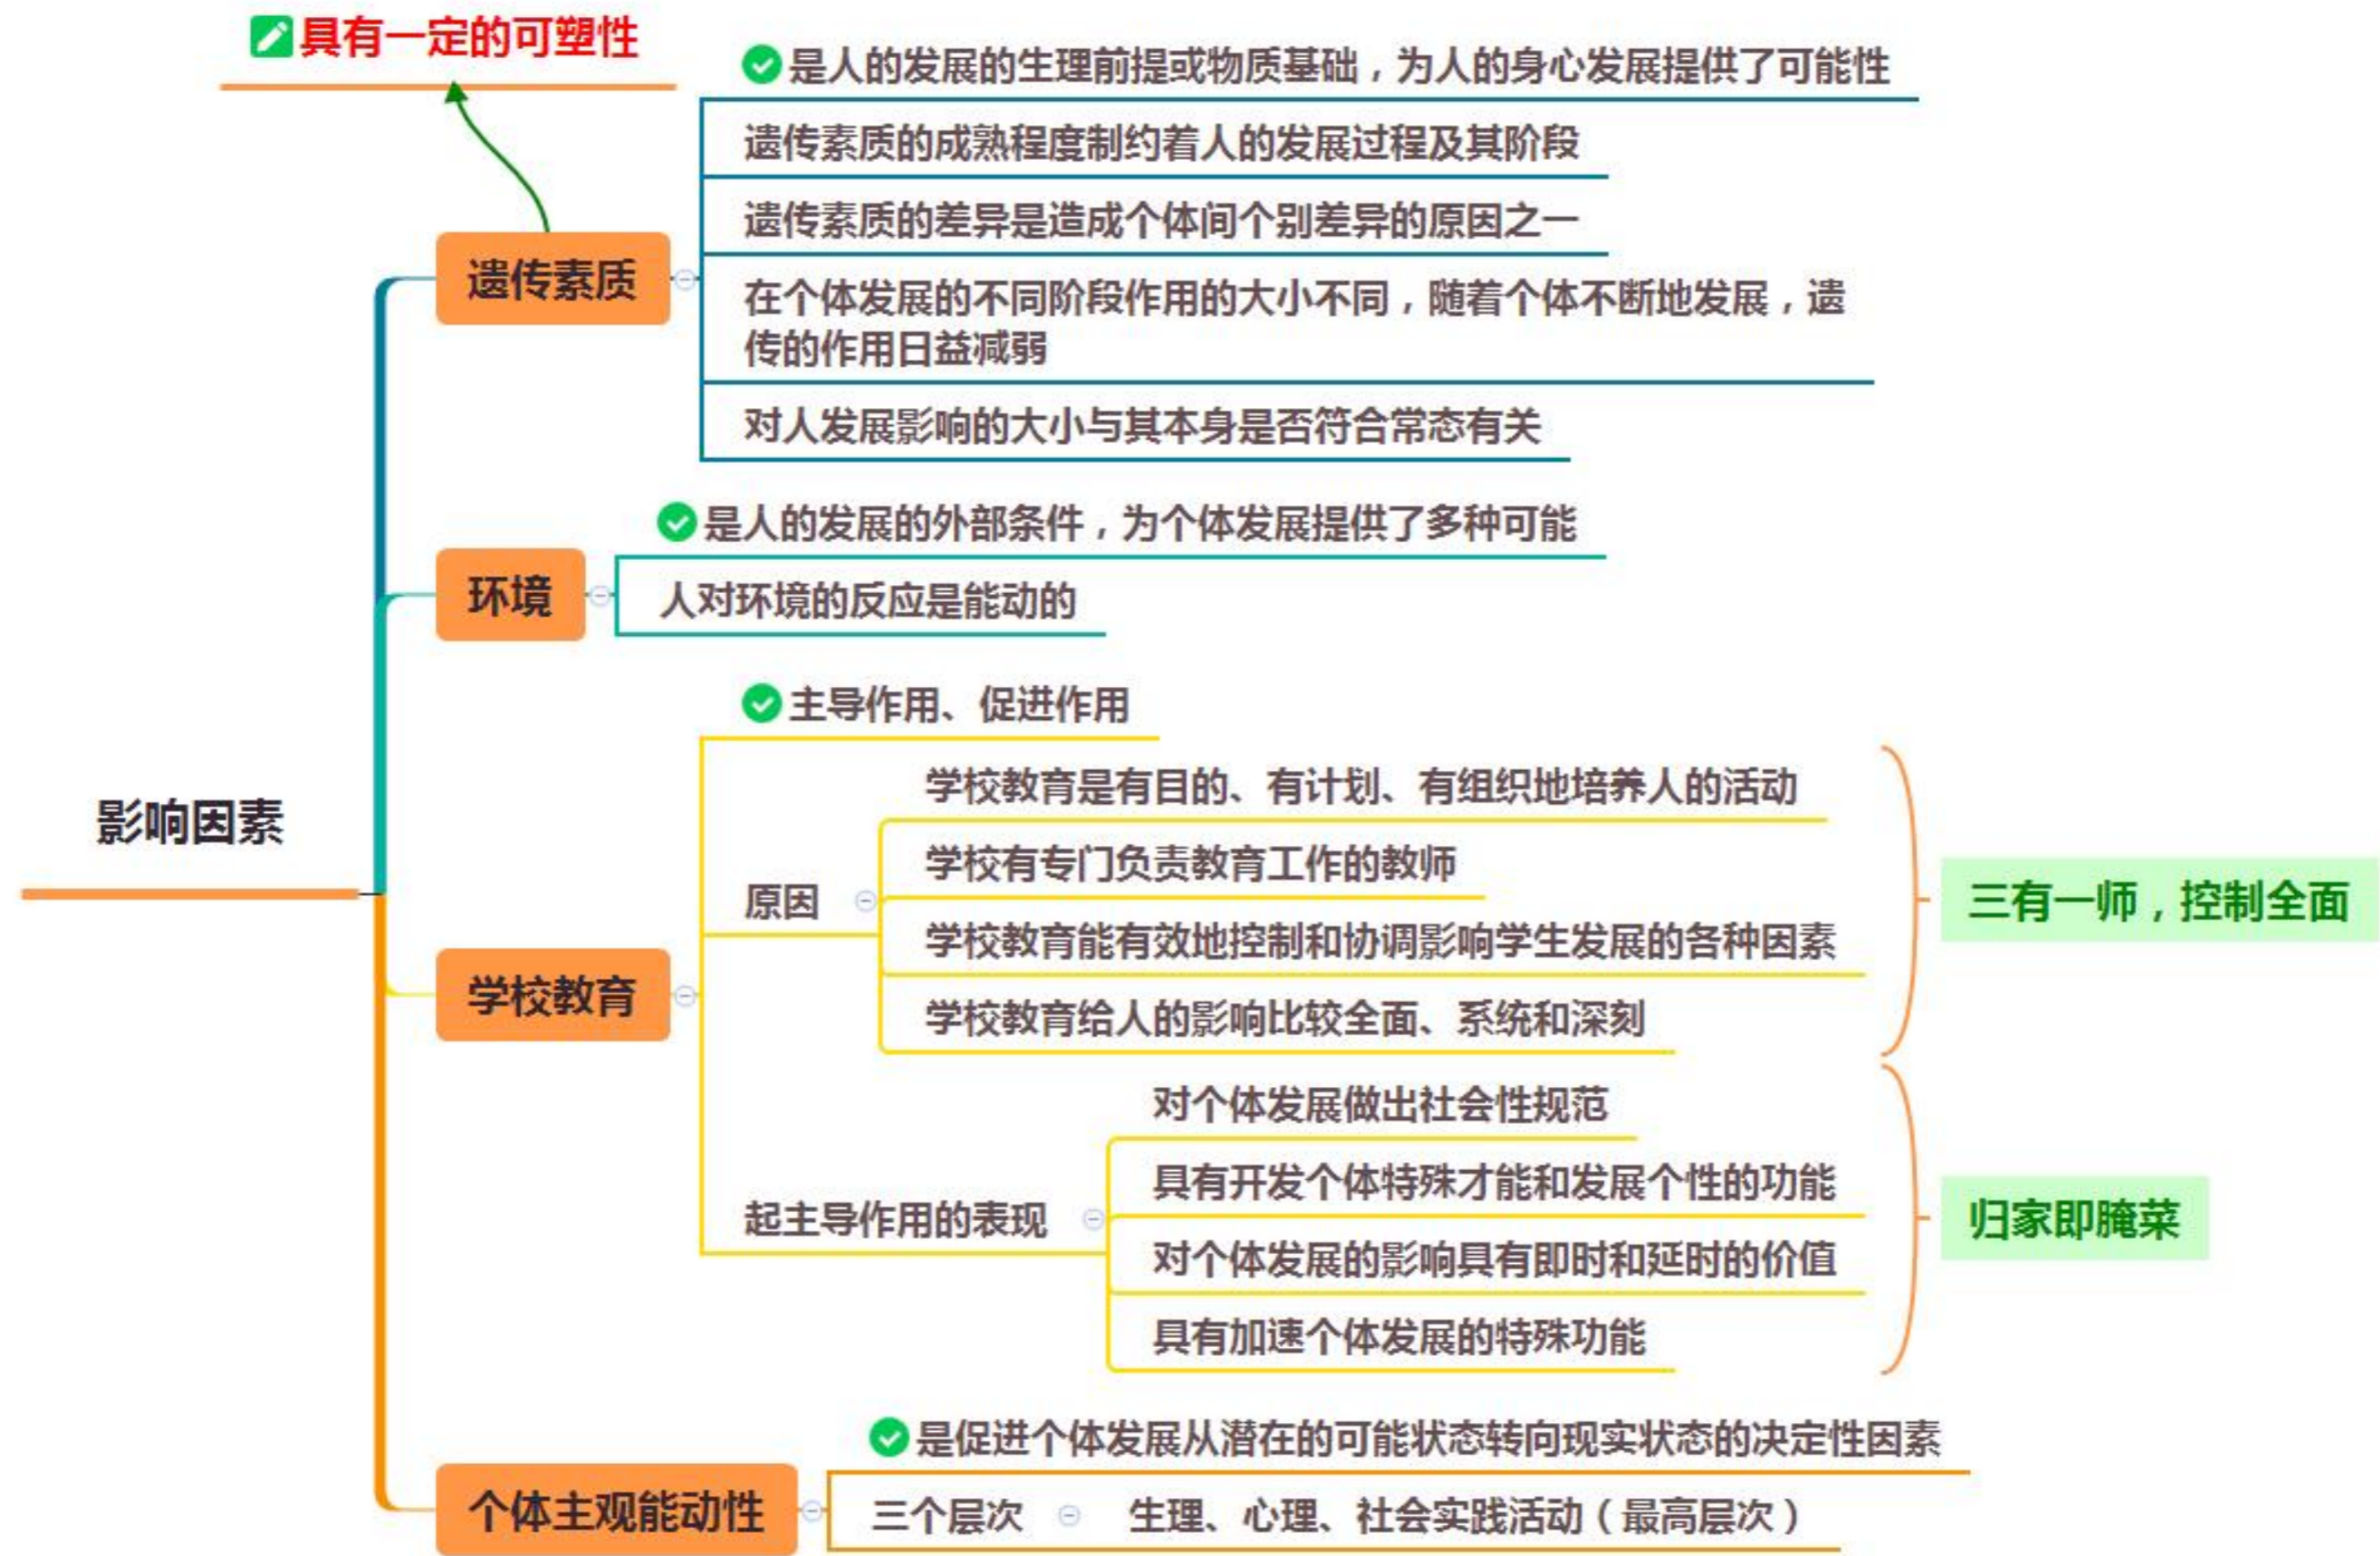 具有一定的可塑性
是人的发展的生理前提或物质基础，为人的身心发展提供了可能性
遗传素质的成熟程度制约着人的发展过程及其阶段
遗传素质的差异是造成个体间个别差异的原因之一
遗传素质
在个体发展的不同阶段作用的大小不同，随着个体不断地发展，遗
传的作用日益减弱
对人发展影响的大小与其本身是否符合常态有关
是人的发展的外部条件，为个体发展提供了多种可能
环境
人对环境的反应是能动的
影响因素
主导作用、促进作用
学校教育是有目的、有计划、有组织地培养人的活动
学校有专门负责教育工作的教师
原因
学校教育能有效地控制和协调影响学生发展的各种因素
学校教育给人的影响比较全面、系统和深刻
三有一师，控制全面
学校教育
对个体发展做出社会性规范
具有开发个体特殊才能和发展个性的功能
起主导作用的表现
对个体发展的影响具有即时和延时的价值
具有加速个体发展的特殊功能
归家即腌菜
是促进个体发展从潜在的可能状态转向现实状态的决定性因素
个体主观能动性
三个层次
生理、心理、社会实践活动（最高层次）